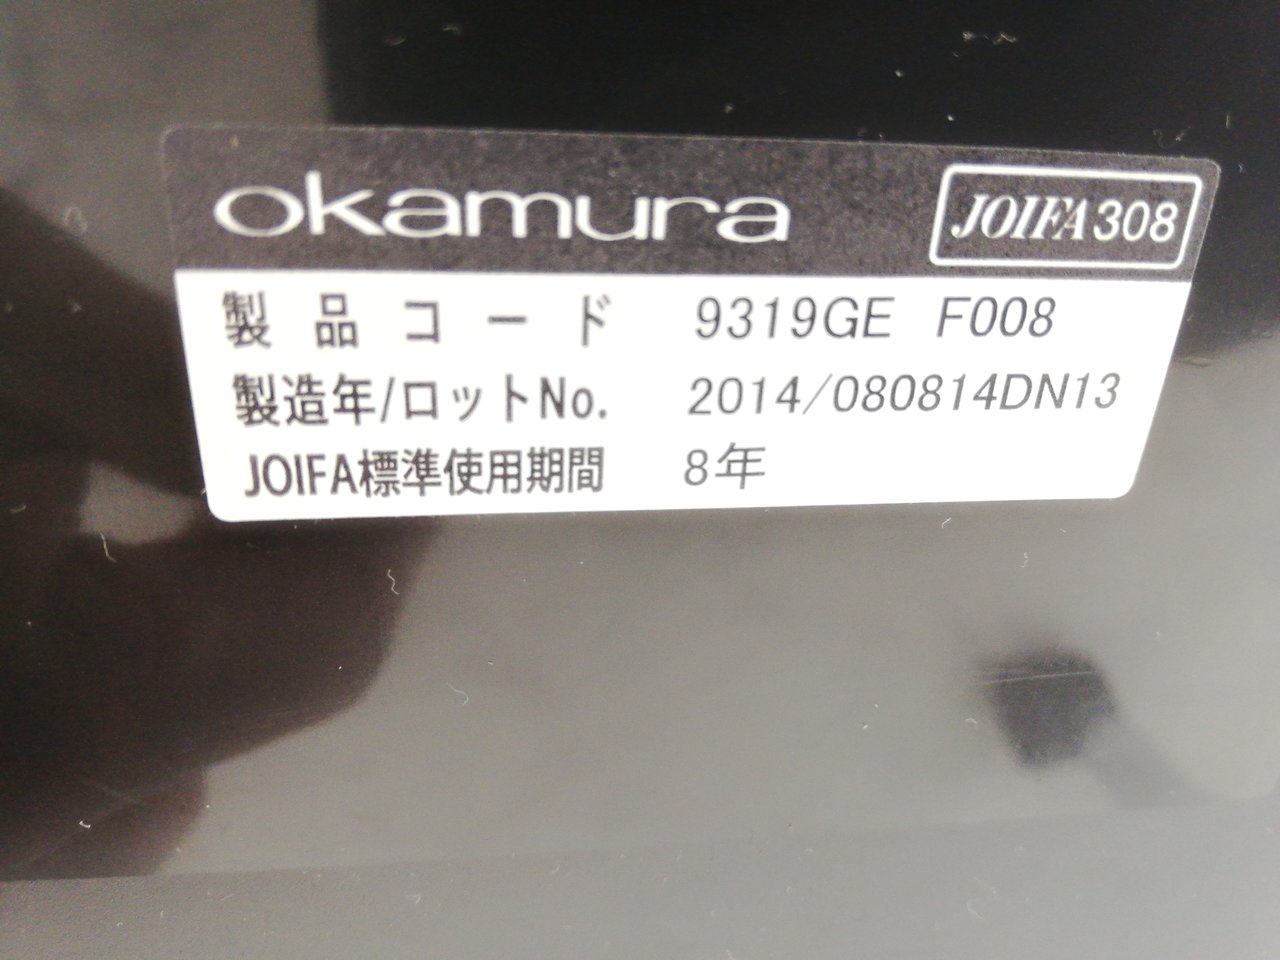 okamura
JOIFA308
製品コード 9319GE F008
製造年/ロットNo. 2014/080814DN13
JOIFA標準使用期間 8年